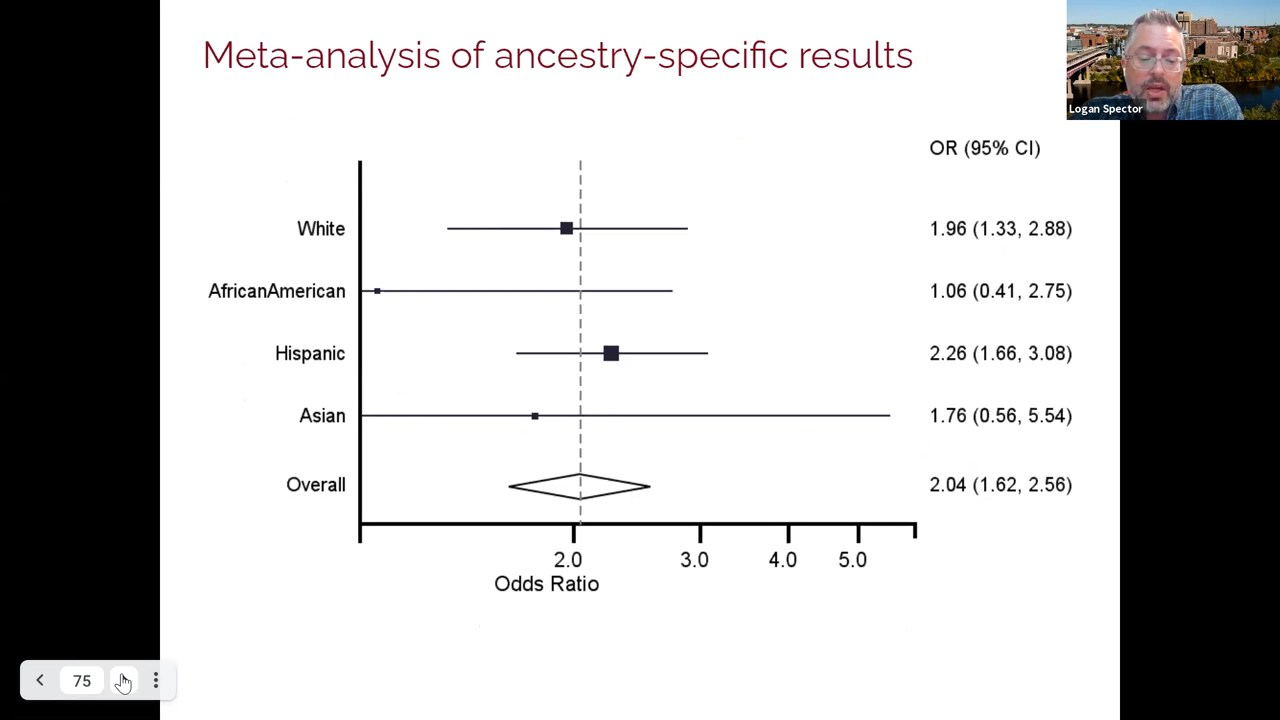 Meta-analysis of ancestry-specific results
Logan Spector
OR (95% CI)
White 1.96 (1.33, 2.88)
AfricanAmerican 1.06 (0.41, 2.75)
Hispanic 2.26 (1.66, 3.08)
Asian 1.76 (0.56, 5.54)
Overall 2.04 (1.62, 2.56)
2.0 3.0 4.0 5.0
Odds Ratio
75